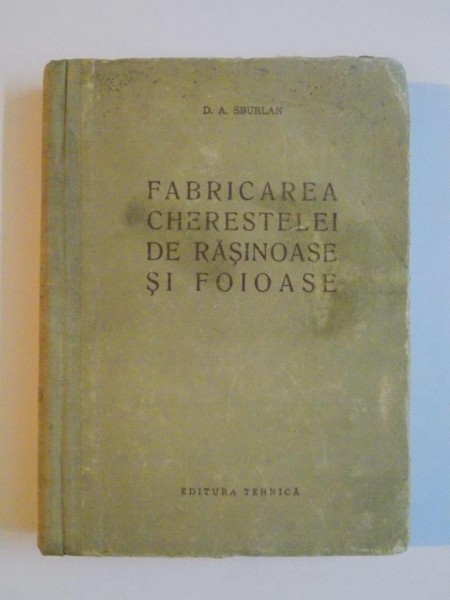 D. A. SBURLAN
FABRICAREA
CHERESTELEI
DE RĂȘINOASE
ȘI FOIOASE
EDITURA TEHNICĂ